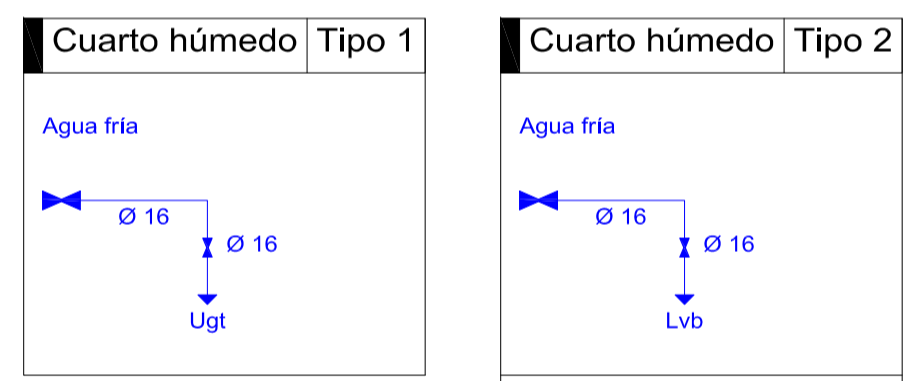 Cuarto húmedo Tipo 1
Agua fría
Ø 16
Ø 16
Ugt
Cuarto húmedo Tipo 2
Agua fría
Ø 16
Ø 16
Lvb